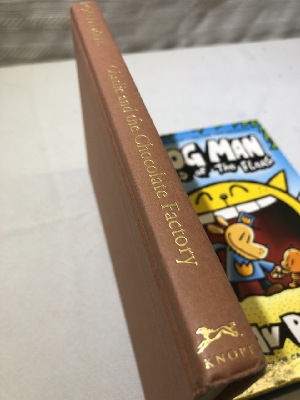 Charlie and the Chocolate Factory
KNOPF
OG MAN
of The Fleas